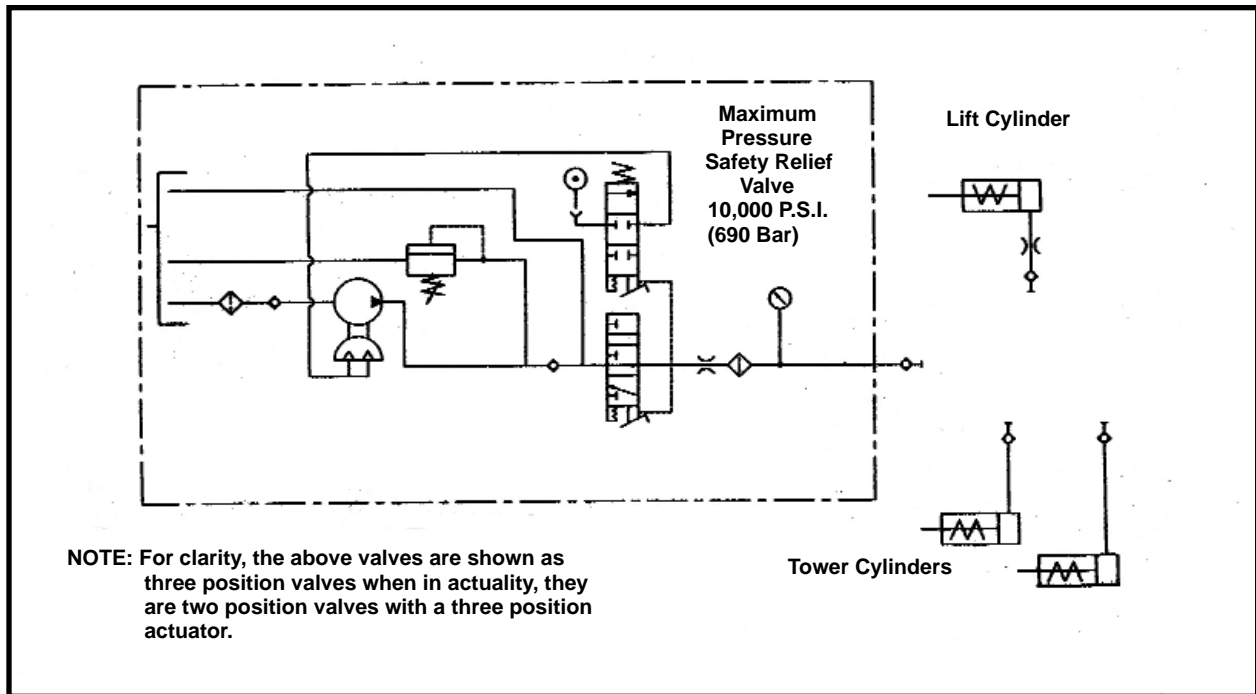 Maximum
Pressure
Safety Relief
Valve
10,000 P.S.I.
(690 Bar)
Lift Cylinder
Tower Cylinders
NOTE: For clarity, the above valves are shown as
three position valves when in actuality, they
are two position valves with a three position
actuator.